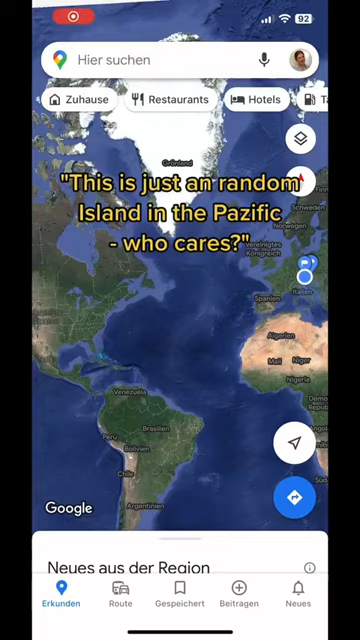 92
Hier suchen
Zuhause
Restaurants
Hotels
Grönland
"This is just an random
Island in the Pazific
- who cares?"
Schweden
Norwegen
Vereinigtes
Königreich
Italien
Spanien
Algerien
Mali
Niger
Nigeria
Venezuela
Brasilien
Peru
Bolivien
Chile
Argentinien
Google
Neues aus der Region
Erkunden
Route
Gespeichert
Beitragen
Neues